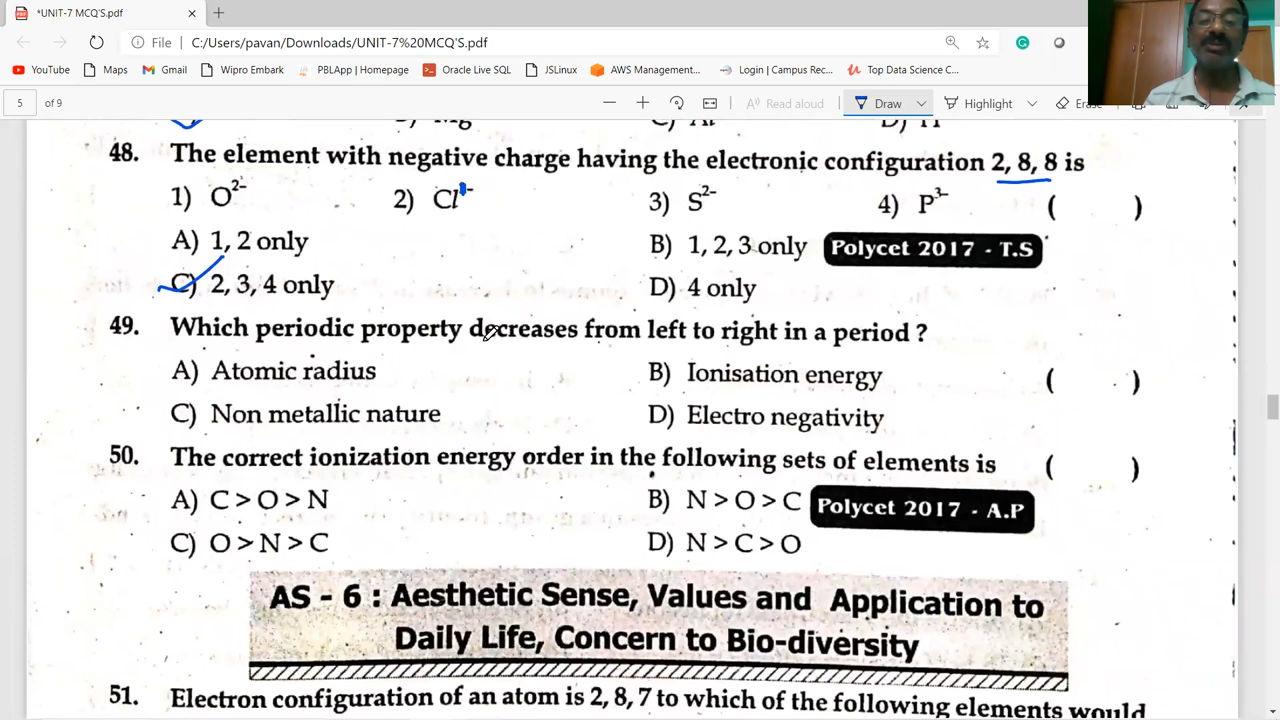 *UNIT-7 MCQ'S.pdf
File C:/Users/pavan/Downloads/UNIT-7%20MCQ'S.pdf
YouTube Maps Gmail Wipro Embark PBLApp | Homepage Oracle Live SQL JSLinux AWS Management... Login | Campus Rec... Top Data Science C...
5 of 9 Read aloud Draw Highlight Erase
48. The element with negative charge having the electronic configuration 2, 8, 8 is
1) O²⁻ 2) Cl⁻ 3) S²⁻ 4) P³⁻ ( )
A) 1, 2 only B) 1, 2, 3 only Polycet 2017 - T.S
C) 2, 3, 4 only D) 4 only
49. Which periodic property decreases from left to right in a period ?
A) Atomic radius B) Ionisation energy ( )
C) Non metallic nature D) Electro negativity
50. The correct ionization energy order in the following sets of elements is ( )
A) C > O > N B) N > O > C Polycet 2017 - A.P
C) O > N > C D) N > C > O
AS - 6 : Aesthetic Sense, Values and Application to
Daily Life, Concern to Bio-diversity
51. Electron configuration of an atom is 2, 8, 7 to which of the following elements would